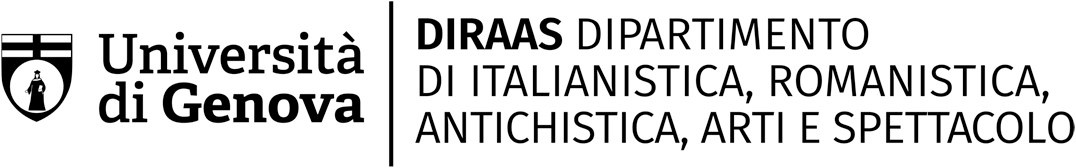 Università
di Genova
DIRAAS DIPARTIMENTO
DI ITALIANISTICA, ROMANISTICA,
ANTICHISTICA, ARTI E SPETTACOLO